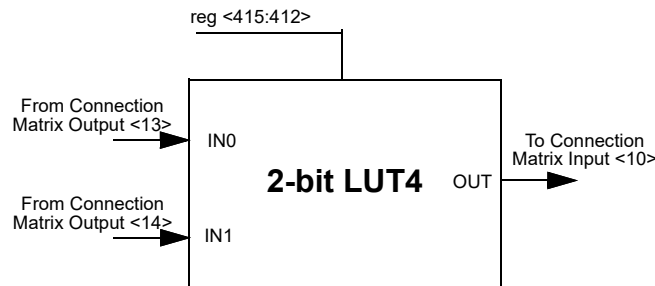 reg <415:412>
From Connection
Matrix Output <13>
IN0
To Connection
Matrix Input <10>
2-bit LUT4
OUT
From Connection
Matrix Output <14>
IN1